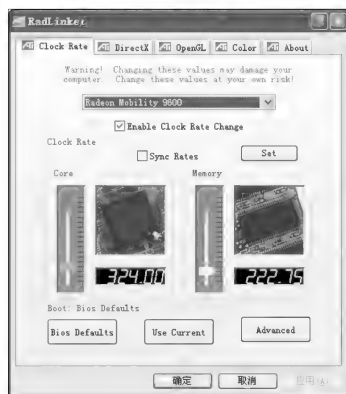 RadLinker
Clock Rate DirectX OpenGL Color About
Warning! Changing these values may damage your
computer. Change these values at your own risk!
Radeon Mobility 9600
Enable Clock Rate Change
Clock Rate
Sync Rates Set
Core Memory
324.00 222.75
Boot: Bios Defaults
Bios Defaults Use Current Advanced
确定 取消 应用(A)